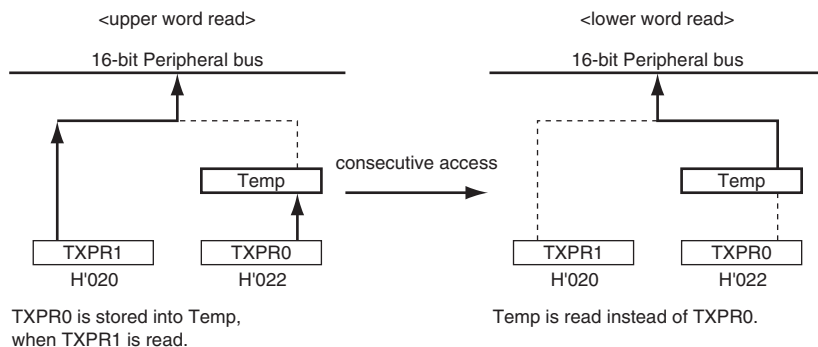 <upper word read>
16-bit Peripheral bus
Temp
TXPR1
TXPR0
H'020
H'022
TXPR0 is stored into Temp,
when TXPR1 is read.
consecutive access
<lower word read>
16-bit Peripheral bus
Temp
TXPR1
TXPR0
H'020
H'022
Temp is read instead of TXPR0.